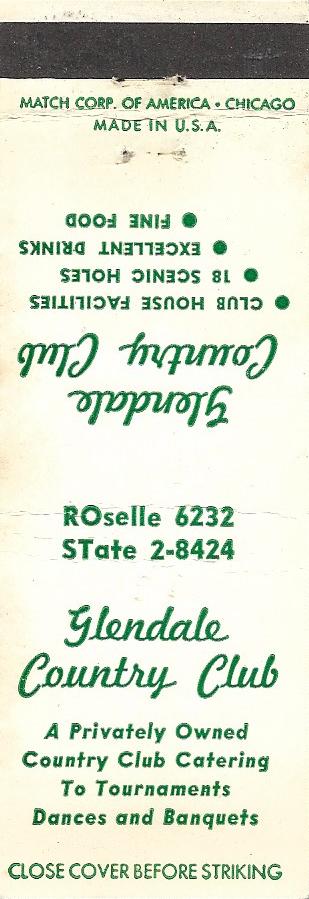 MATCH CORP. OF AMERICA • CHICAGO
MADE IN U.S.A.
Glendale
Country Club
● CLUB HOUSE FACILITIES
● 18 SCENIC HOLES
● EXCELLENT DRINKS
● FINE FOOD
ROselle 6232
STate 2-8424
Glendale
Country Club
A Privately Owned
Country Club Catering
To Tournaments
Dances and Banquets
CLOSE COVER BEFORE STRIKING